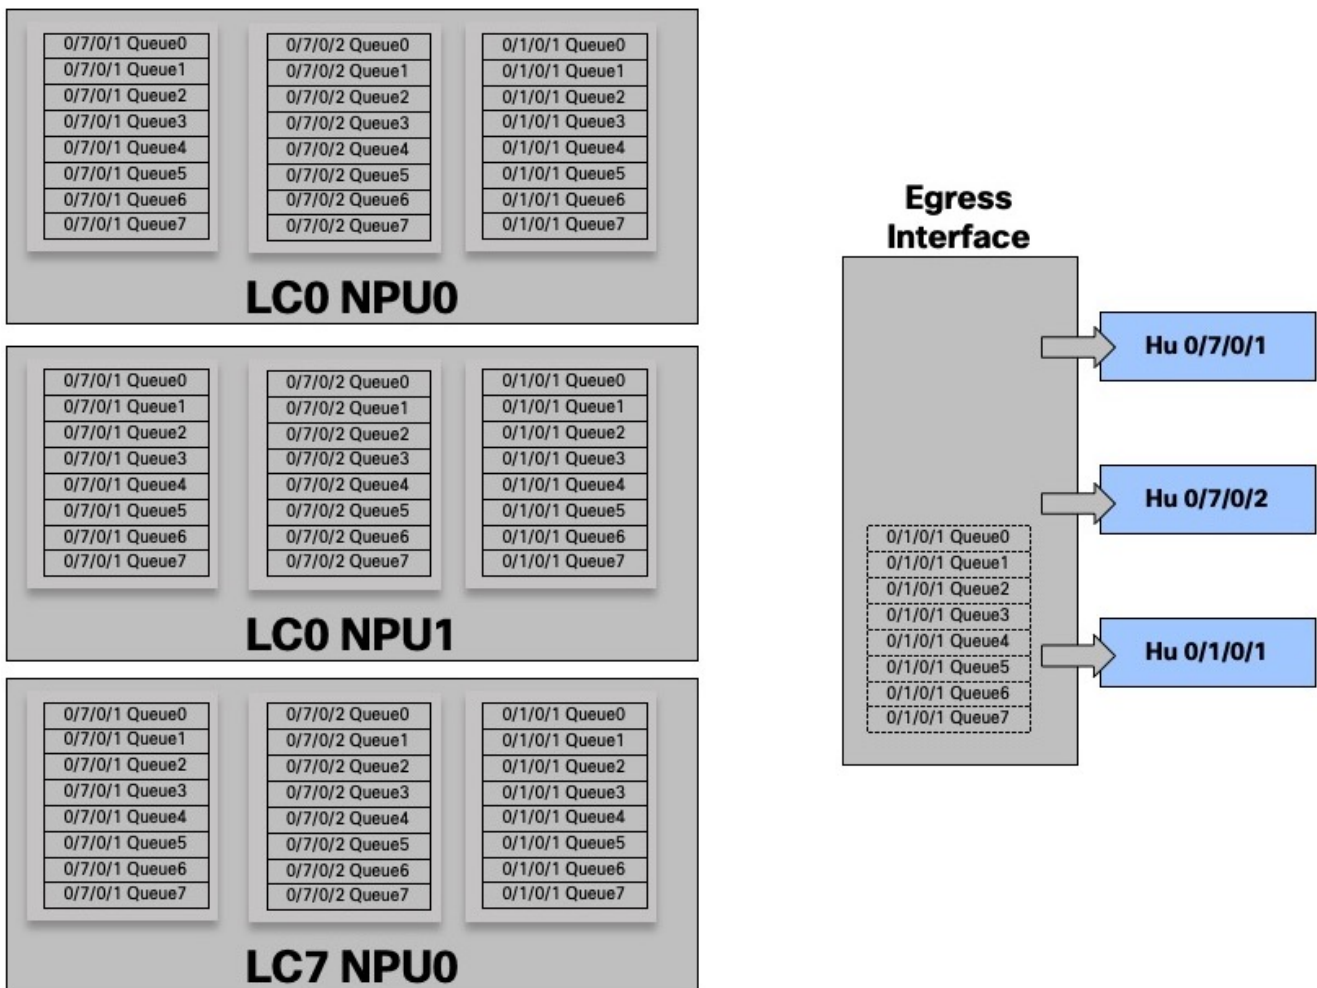 0/7/0/1 Queue0
0/7/0/1 Queue1
0/7/0/1 Queue2
0/7/0/1 Queue3
0/7/0/1 Queue4
0/7/0/1 Queue5
0/7/0/1 Queue6
0/7/0/1 Queue7
0/7/0/2 Queue0
0/7/0/2 Queue1
0/7/0/2 Queue2
0/7/0/2 Queue3
0/7/0/2 Queue4
0/7/0/2 Queue5
0/7/0/2 Queue6
0/7/0/2 Queue7
0/1/0/1 Queue0
0/1/0/1 Queue1
0/1/0/1 Queue2
0/1/0/1 Queue3
0/1/0/1 Queue4
0/1/0/1 Queue5
0/1/0/1 Queue6
0/1/0/1 Queue7
LC0 NPU0
0/7/0/1 Queue0
0/7/0/1 Queue1
0/7/0/1 Queue2
0/7/0/1 Queue3
0/7/0/1 Queue4
0/7/0/1 Queue5
0/7/0/1 Queue6
0/7/0/1 Queue7
0/7/0/2 Queue0
0/7/0/2 Queue1
0/7/0/2 Queue2
0/7/0/2 Queue3
0/7/0/2 Queue4
0/7/0/2 Queue5
0/7/0/2 Queue6
0/7/0/2 Queue7
0/1/0/1 Queue0
0/1/0/1 Queue1
0/1/0/1 Queue2
0/1/0/1 Queue3
0/1/0/1 Queue4
0/1/0/1 Queue5
0/1/0/1 Queue6
0/1/0/1 Queue7
LC0 NPU1
0/7/0/1 Queue0
0/7/0/1 Queue1
0/7/0/1 Queue2
0/7/0/1 Queue3
0/7/0/1 Queue4
0/7/0/1 Queue5
0/7/0/1 Queue6
0/7/0/1 Queue7
0/7/0/2 Queue0
0/7/0/2 Queue1
0/7/0/2 Queue2
0/7/0/2 Queue3
0/7/0/2 Queue4
0/7/0/2 Queue5
0/7/0/2 Queue6
0/7/0/2 Queue7
0/1/0/1 Queue0
0/1/0/1 Queue1
0/1/0/1 Queue2
0/1/0/1 Queue3
0/1/0/1 Queue4
0/1/0/1 Queue5
0/1/0/1 Queue6
0/1/0/1 Queue7
LC7 NPU0
Egress
Interface
0/1/0/1 Queue0
0/1/0/1 Queue1
0/1/0/1 Queue2
0/1/0/1 Queue3
0/1/0/1 Queue4
0/1/0/1 Queue5
0/1/0/1 Queue6
0/1/0/1 Queue7
Hu 0/7/0/1
Hu 0/7/0/2
Hu 0/1/0/1